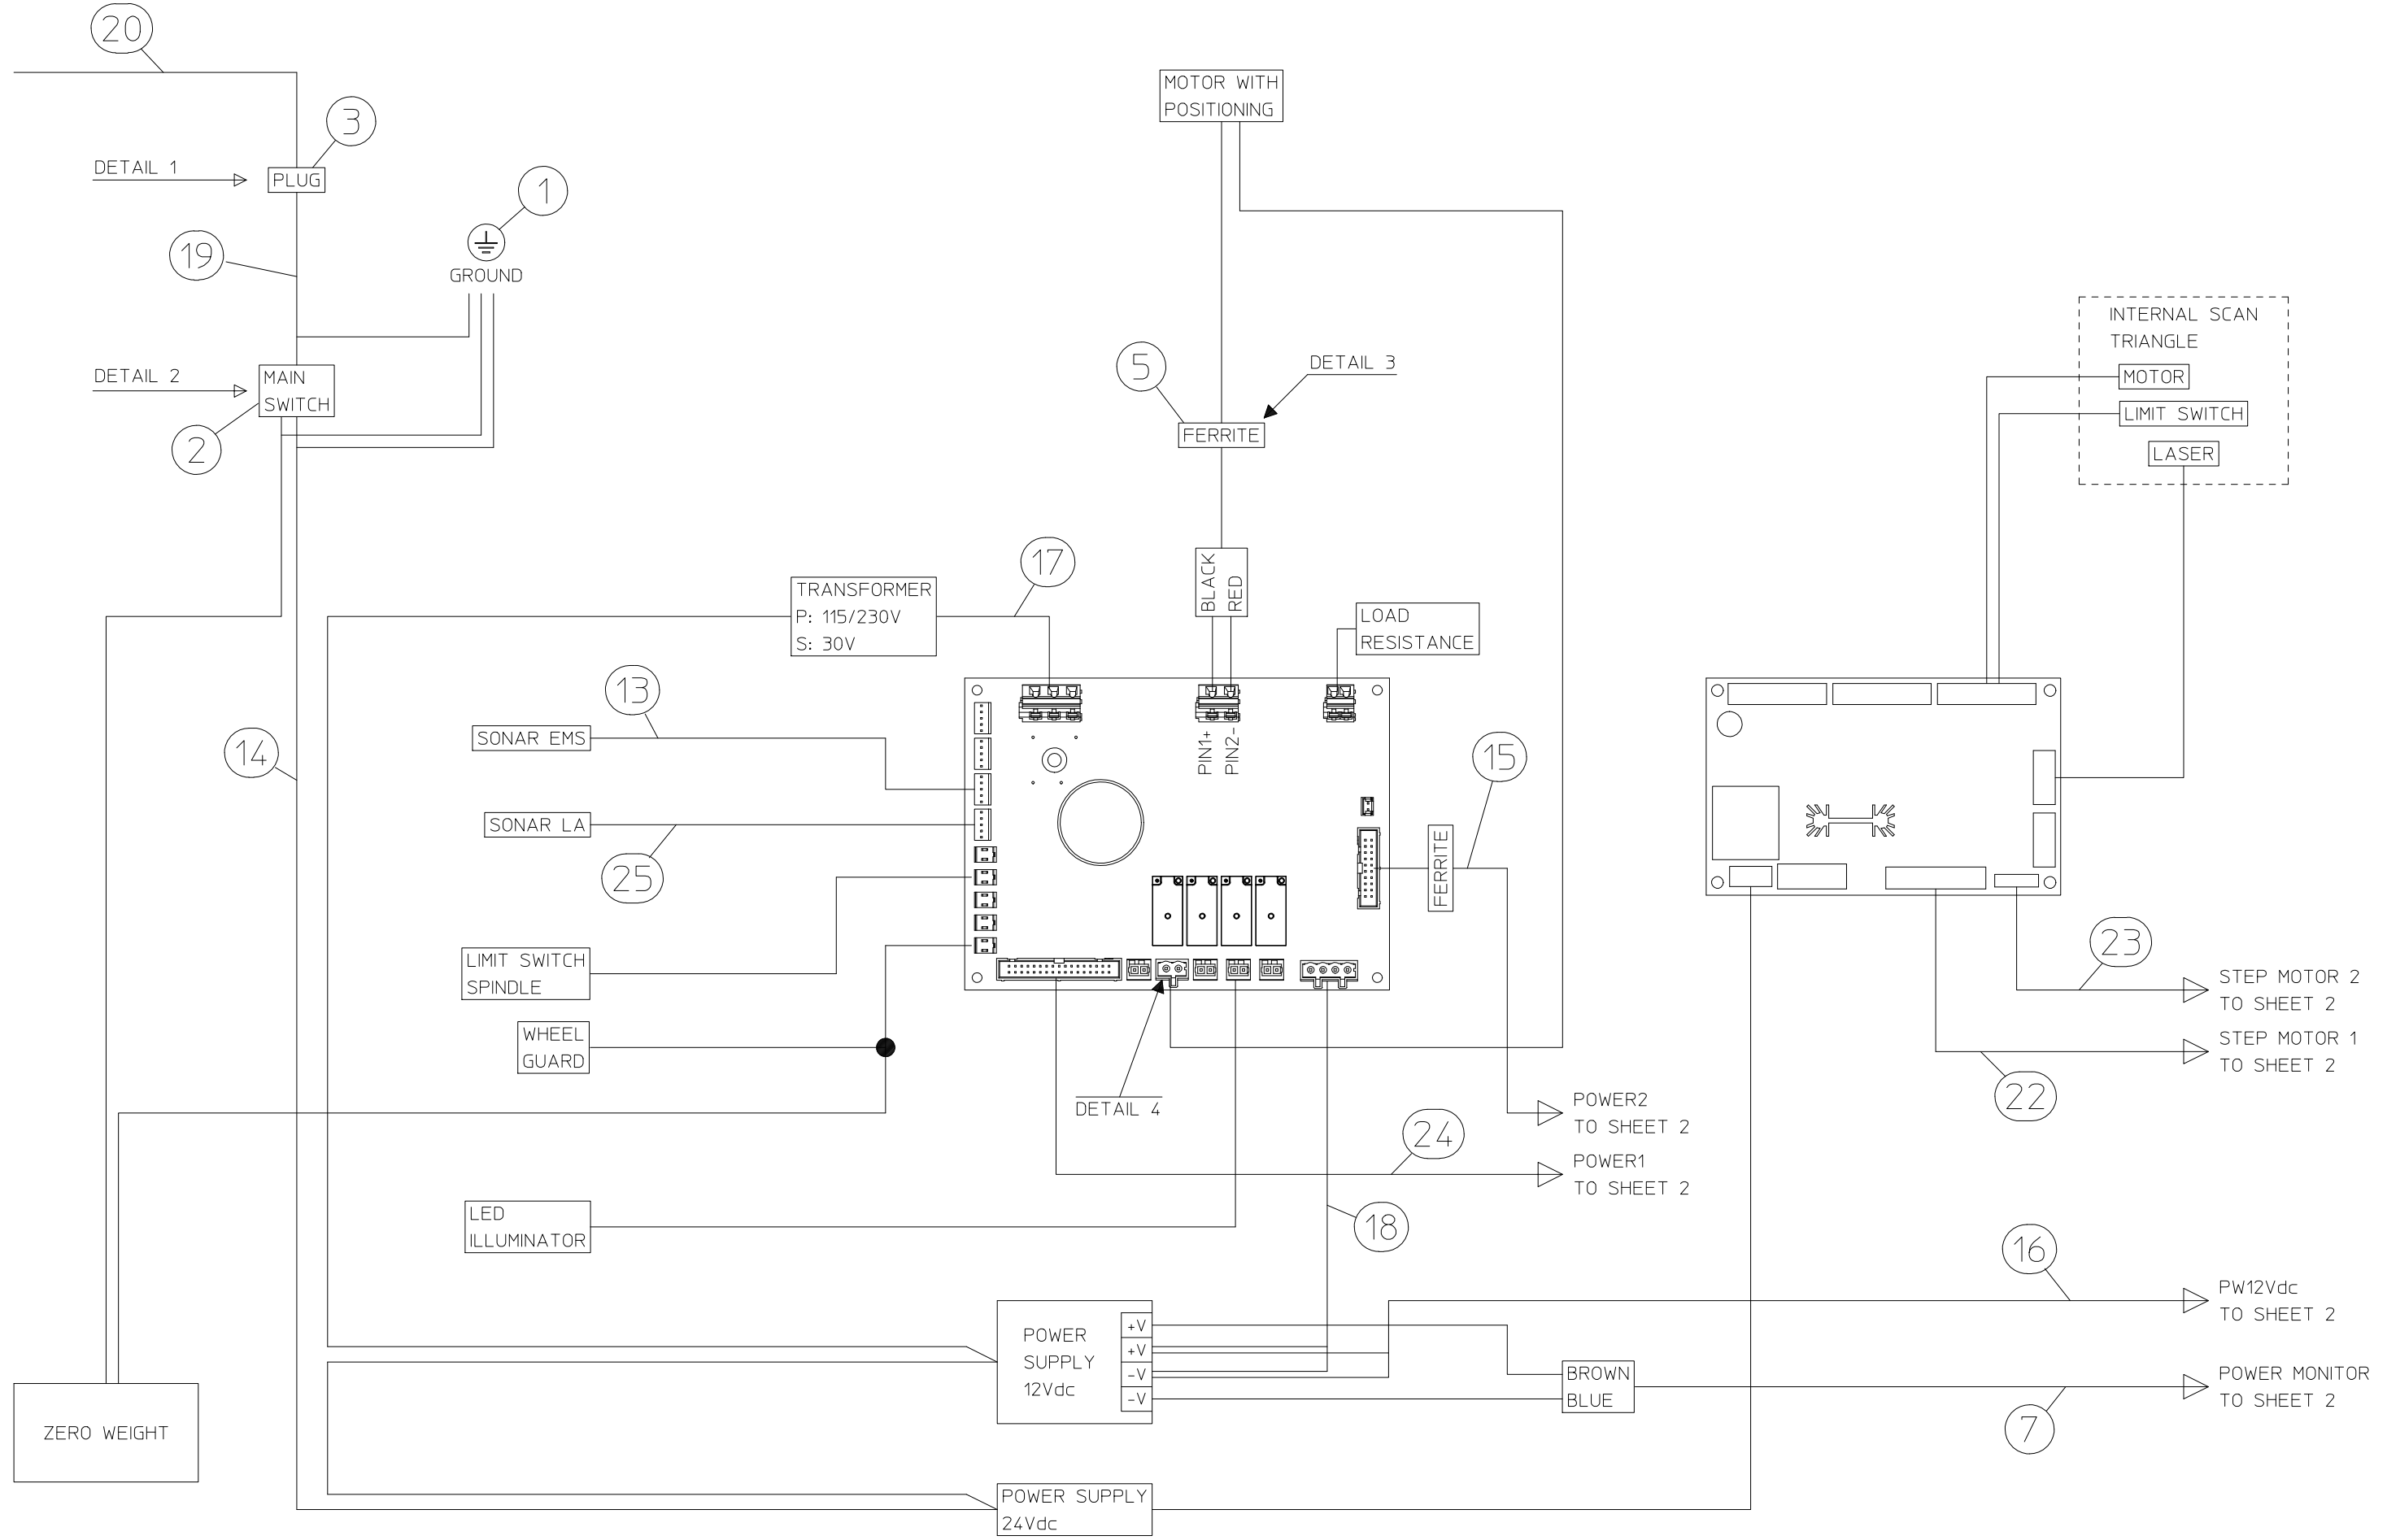 20
3
DETAIL 1
PLUG
1
19
GROUND
DETAIL 2
MAIN
SWITCH
2
MOTOR WITH
POSITIONING
5
DETAIL 3
FERRITE
INTERNAL SCAN
TRIANGLE
MOTOR
LIMIT SWITCH
LASER
17
TRANSFORMER
P: 115/230V
S: 30V
BLACK
RED
LOAD
RESISTANCE
13
SONAR EMS
14
SONAR LA
25
PIN1+
PIN2-
15
FERRITE
LIMIT SWITCH
SPINDLE
WHEEL
GUARD
DETAIL 4
23
STEP MOTOR 2
TO SHEET 2
STEP MOTOR 1
TO SHEET 2
22
POWER2
TO SHEET 2
24
POWER1
TO SHEET 2
LED
ILLUMINATOR
18
16
PW12Vdc
TO SHEET 2
POWER
SUPPLY
12Vdc
+V
+V
-V
-V
BROWN
BLUE
POWER MONITOR
TO SHEET 2
7
ZERO WEIGHT
POWER SUPPLY
24Vdc